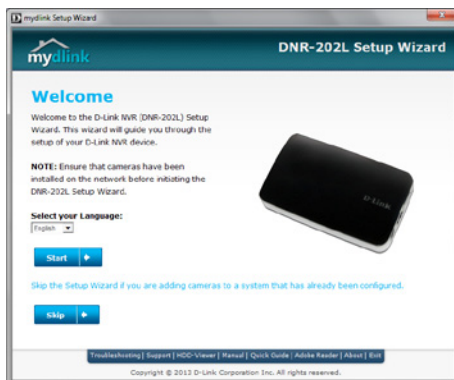 mydlink Setup Wizard
mydlink
DNR-202L Setup Wizard
Welcome
Welcome to the D-Link NVR (DNR-202L) Setup
Wizard. This wizard will guide you through the
setup of your D-Link NVR device.
NOTE: Ensure that cameras have been
installed on the network before initiating the
DNR-202L Setup Wizard.
D-Link
Select your Language:
English
Start
Skip the Setup Wizard if you are adding cameras to a system that has already been configured.
Skip
Troubleshooting | Support | HDD-Viewer | Manual | Quick Guide | Adobe Reader | About | Exit
Copyright © 2013 D-Link Corporation Inc. All rights reserved.